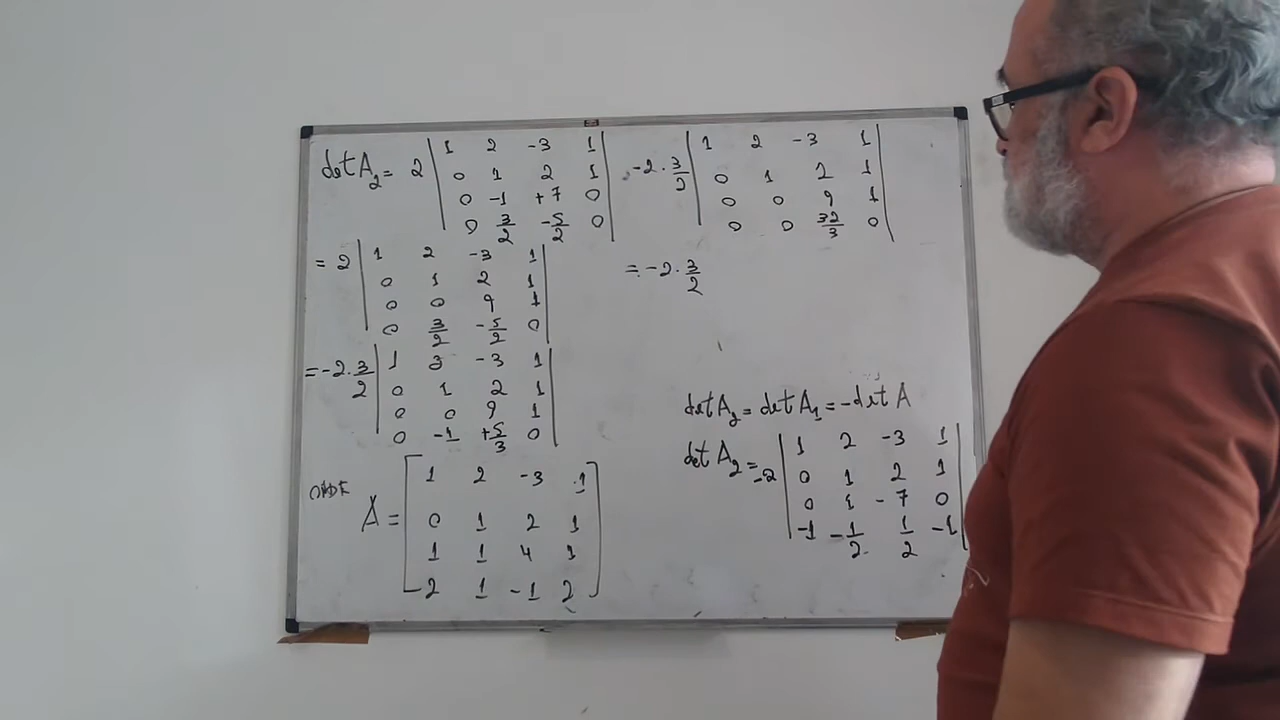 det A₂ = 2 | 1 2 -3 1 |
| 0 1 2 1 |
| 0 -1 +7 0 |
| 0 3/2 -5/2 0 |
= 2 | 1 2 -3 1 |
| 0 1 2 1 |
| 0 0 9 1 |
| 0 3/2 -5/2 0 |
= -2 . 3/2 | 1 3 -3 1 |
| 0 1 2 1 |
| 0 0 9 1 |
| 0 -1 +5/3 0 |
ONDE
A = [ 1 2 -3 1 ]
[ 0 1 2 1 ]
[ 1 1 4 1 ]
[ 2 1 -1 2 ]
-2 . 3/2 | 1 2 -3 1 |
| 0 1 2 1 |
| 0 0 9 1 |
| 0 0 32/3 0 |
= -2 . 3/2
det A₂ = det A₁ = -det A
det A₂ = -2 | 1 2 -3 1 |
| 0 1 2 1 |
| 0 1 -7 0 |
| -1 -1/2 1/2 -1 |